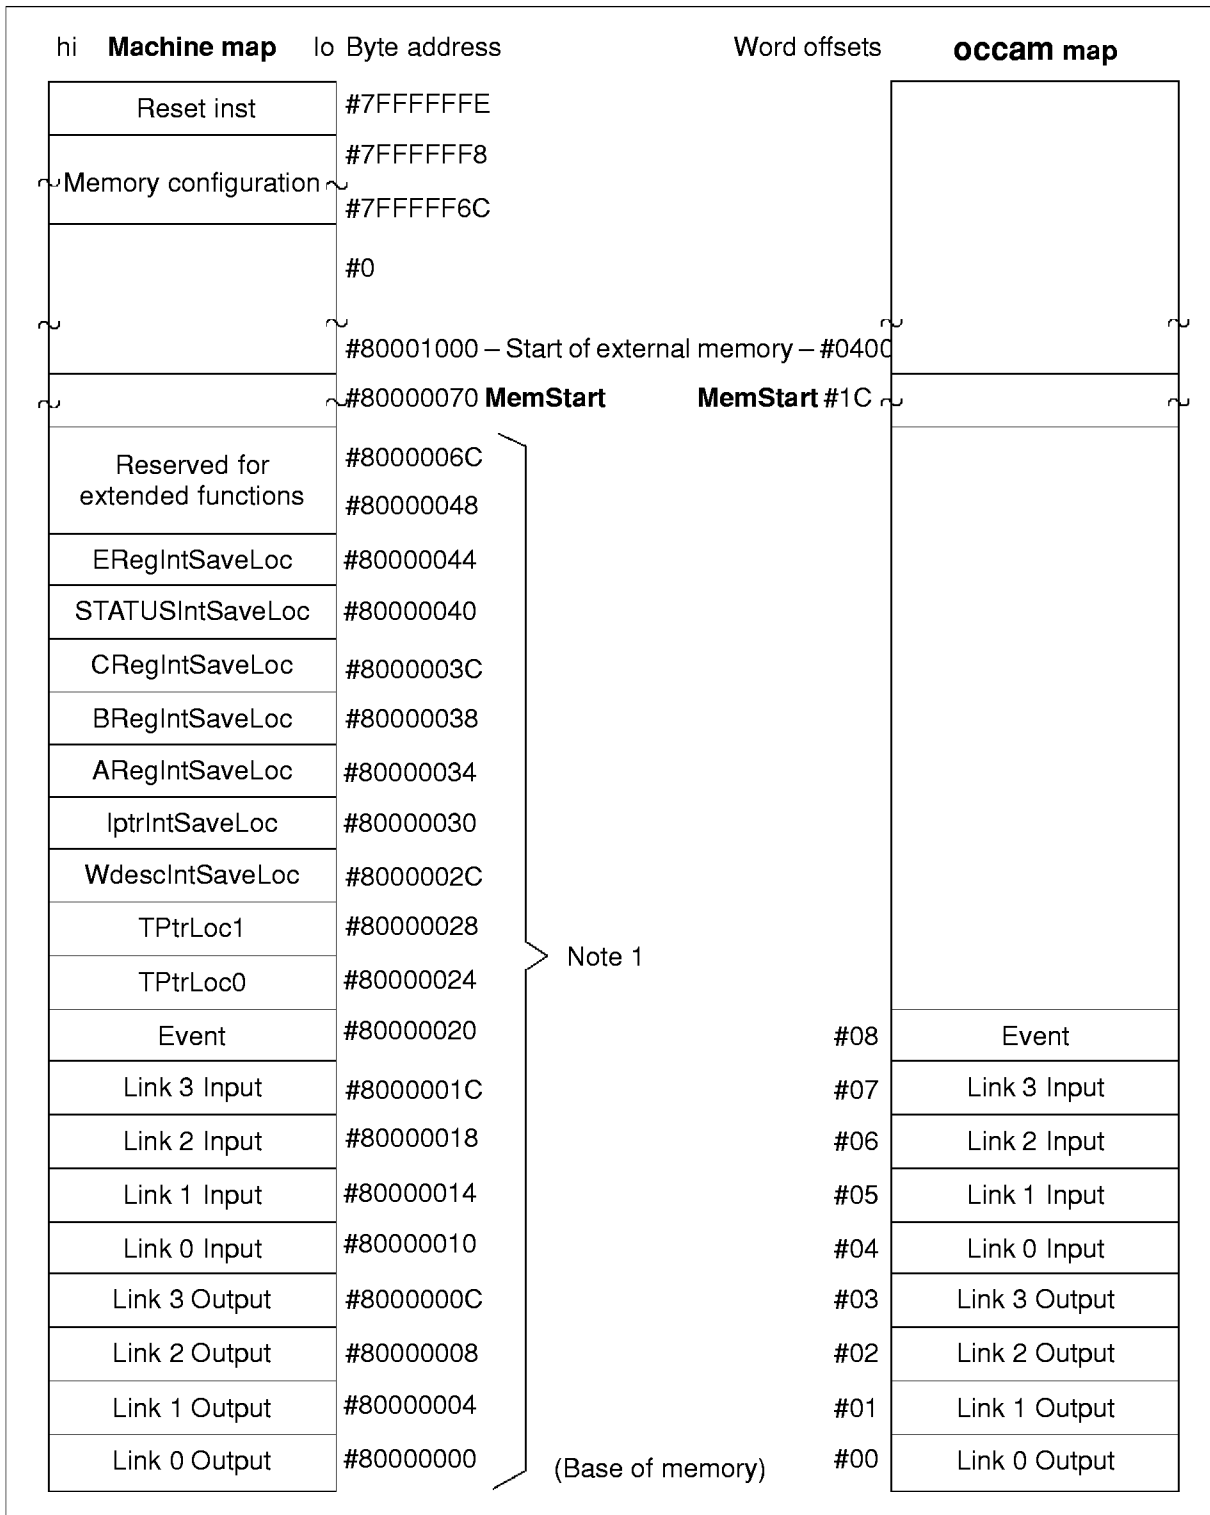 hi Machine map lo Byte address Word offsets occam map
Reset inst #7FFFFFFE
#7FFFFFF8
Memory configuration
#7FFFFF6C
#0
#80001000 – Start of external memory – #0400
#80000070 MemStart MemStart #1C
Reserved for extended functions #8000006C
#80000048
ERegIntSaveLoc #80000044
STATUSIntSaveLoc #80000040
CRegIntSaveLoc #8000003C
BRegIntSaveLoc #80000038
ARegIntSaveLoc #80000034
IptrIntSaveLoc #80000030
WdescIntSaveLoc #8000002C
TPtrLoc1 #80000028
Note 1
TPtrLoc0 #80000024
Event #80000020 #08 Event
Link 3 Input #8000001C #07 Link 3 Input
Link 2 Input #80000018 #06 Link 2 Input
Link 1 Input #80000014 #05 Link 1 Input
Link 0 Input #80000010 #04 Link 0 Input
Link 3 Output #8000000C #03 Link 3 Output
Link 2 Output #80000008 #02 Link 2 Output
Link 1 Output #80000004 #01 Link 1 Output
Link 0 Output #80000000 (Base of memory) #00 Link 0 Output